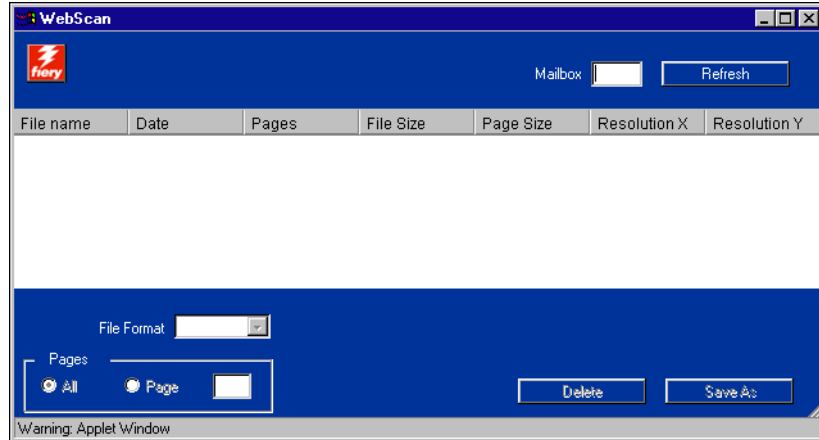 WebScan
fiery
Mailbox Refresh
File name Date Pages File Size Page Size Resolution X Resolution Y
File Format
Pages
All Page
Delete Save As
Warning: Applet Window